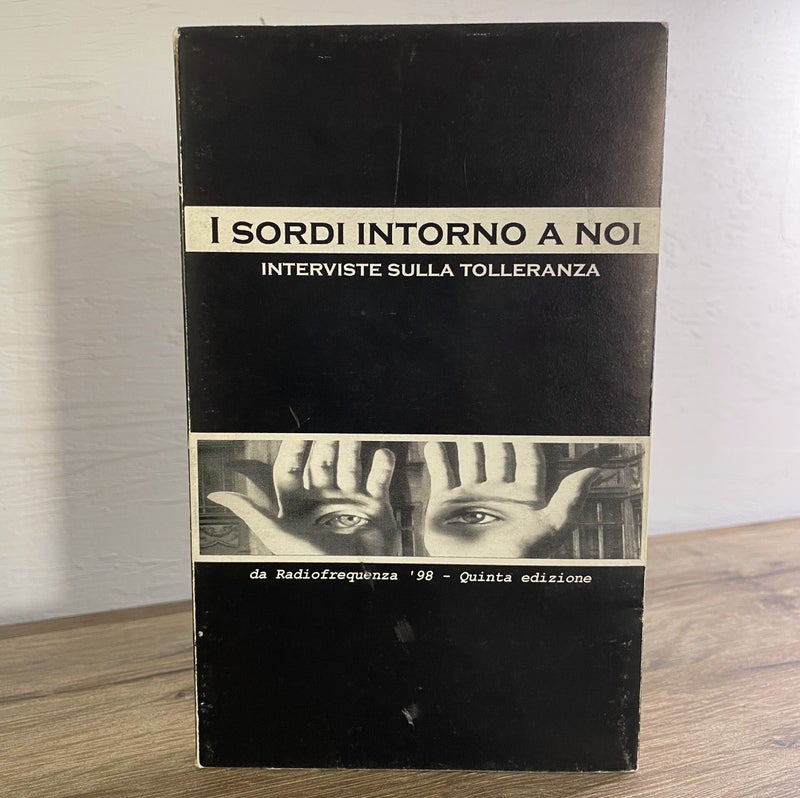 I SORDI INTORNO A NOI
INTERVISTE SULLA TOLLERANZA
da Radiofrequenza '98 - Quinta edizione